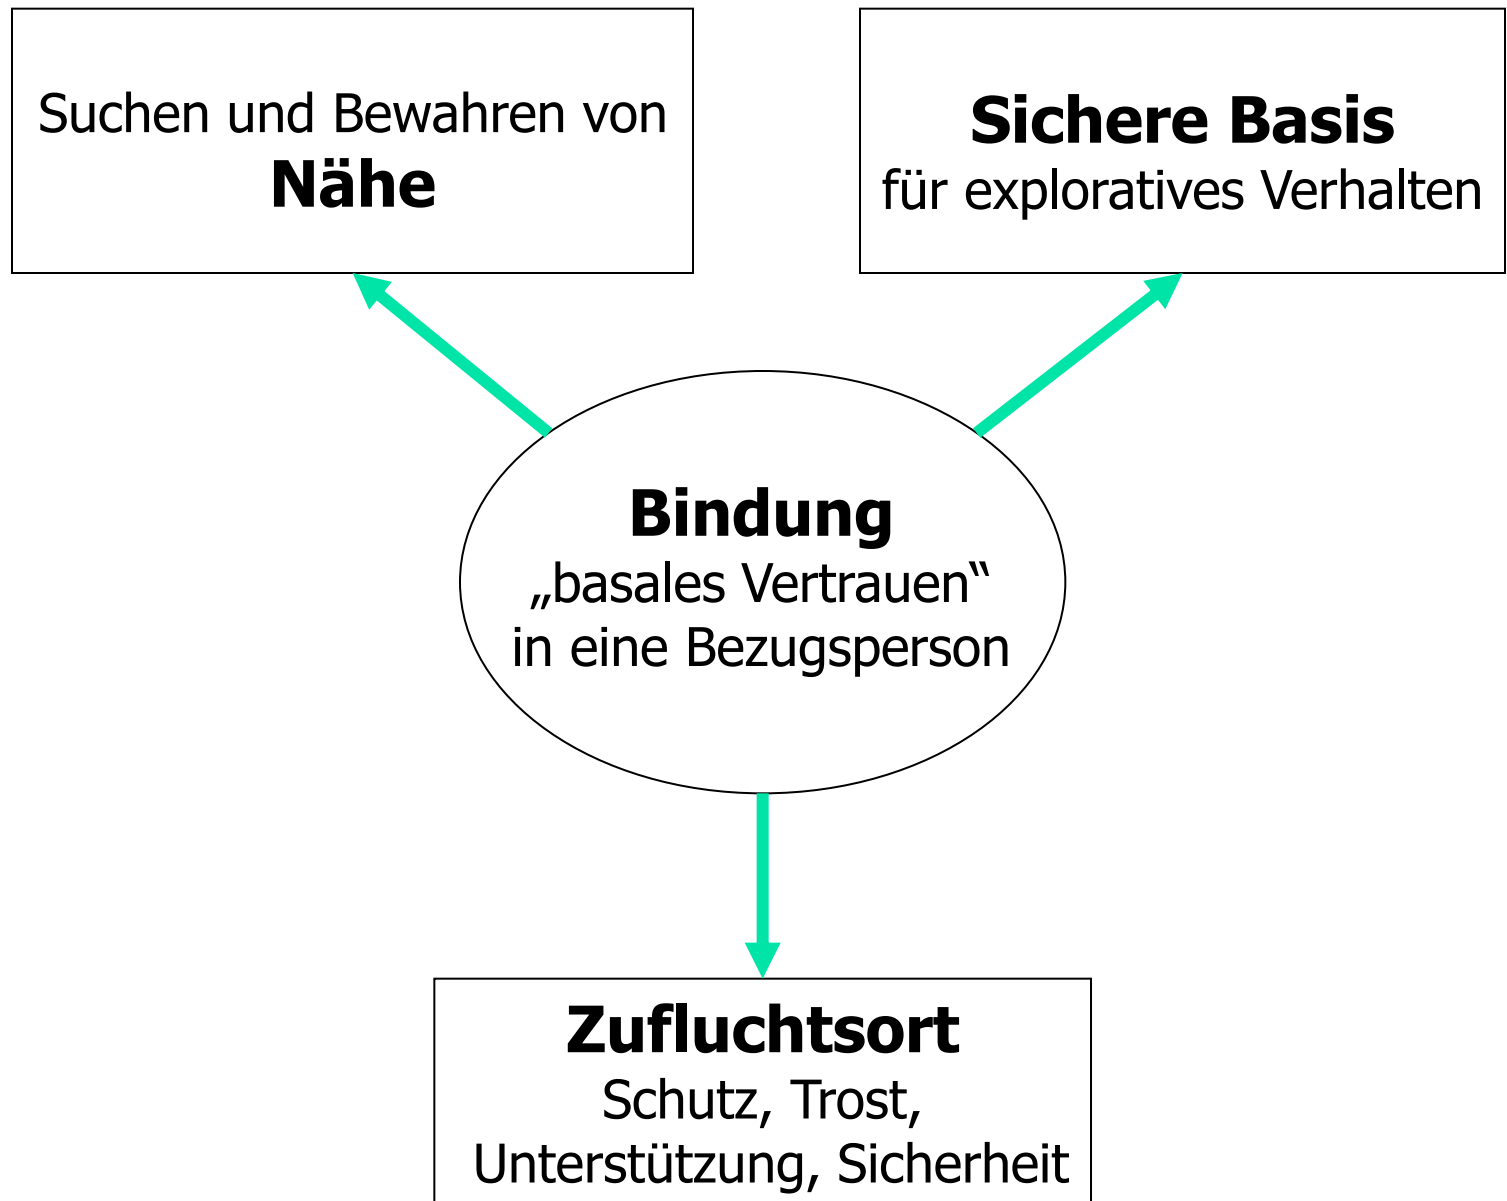 Suchen und Bewahren von
Nähe
Sichere Basis
für exploratives Verhalten
Bindung
„basales Vertrauen“
in eine Bezugsperson
Zufluchtsort
Schutz, Trost,
Unterstützung, Sicherheit